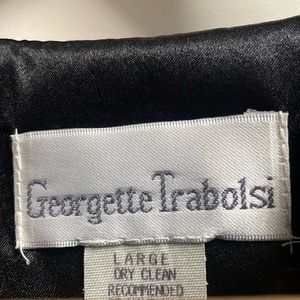 Georgette Trabolsi
LARGE
DRY CLEAN
RECOMMENDED